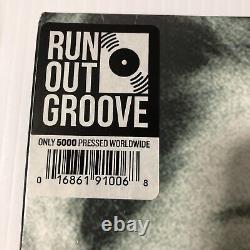 RUN
OUT
GROOVE
ONLY 5000 PRESSED WORLDWIDE
0 16861 91006 8